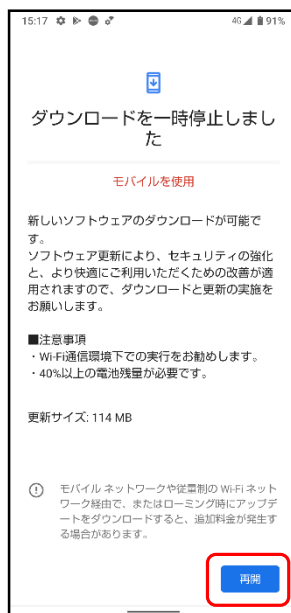 15:17 4G 91%
ダウンロードを一時停止しまし
た
モバイルを使用
新しいソフトウェアのダウンロードが可能で
す。
ソフトウェア更新により、セキュリティの強化
と、より快適にご利用いただくための改善が適
用されますので、ダウンロードと更新の実施を
お願いします。
■注意事項
・Wi-Fi通信環境下での実行をお勧めします。
・40%以上の電池残量が必要です。
更新サイズ: 114 MB
モバイル ネットワークや従量制の Wi-Fi ネット
ワーク経由で、またはローミング時にアップデ
ートをダウンロードすると、追加料金が発生す
る場合があります。
再開